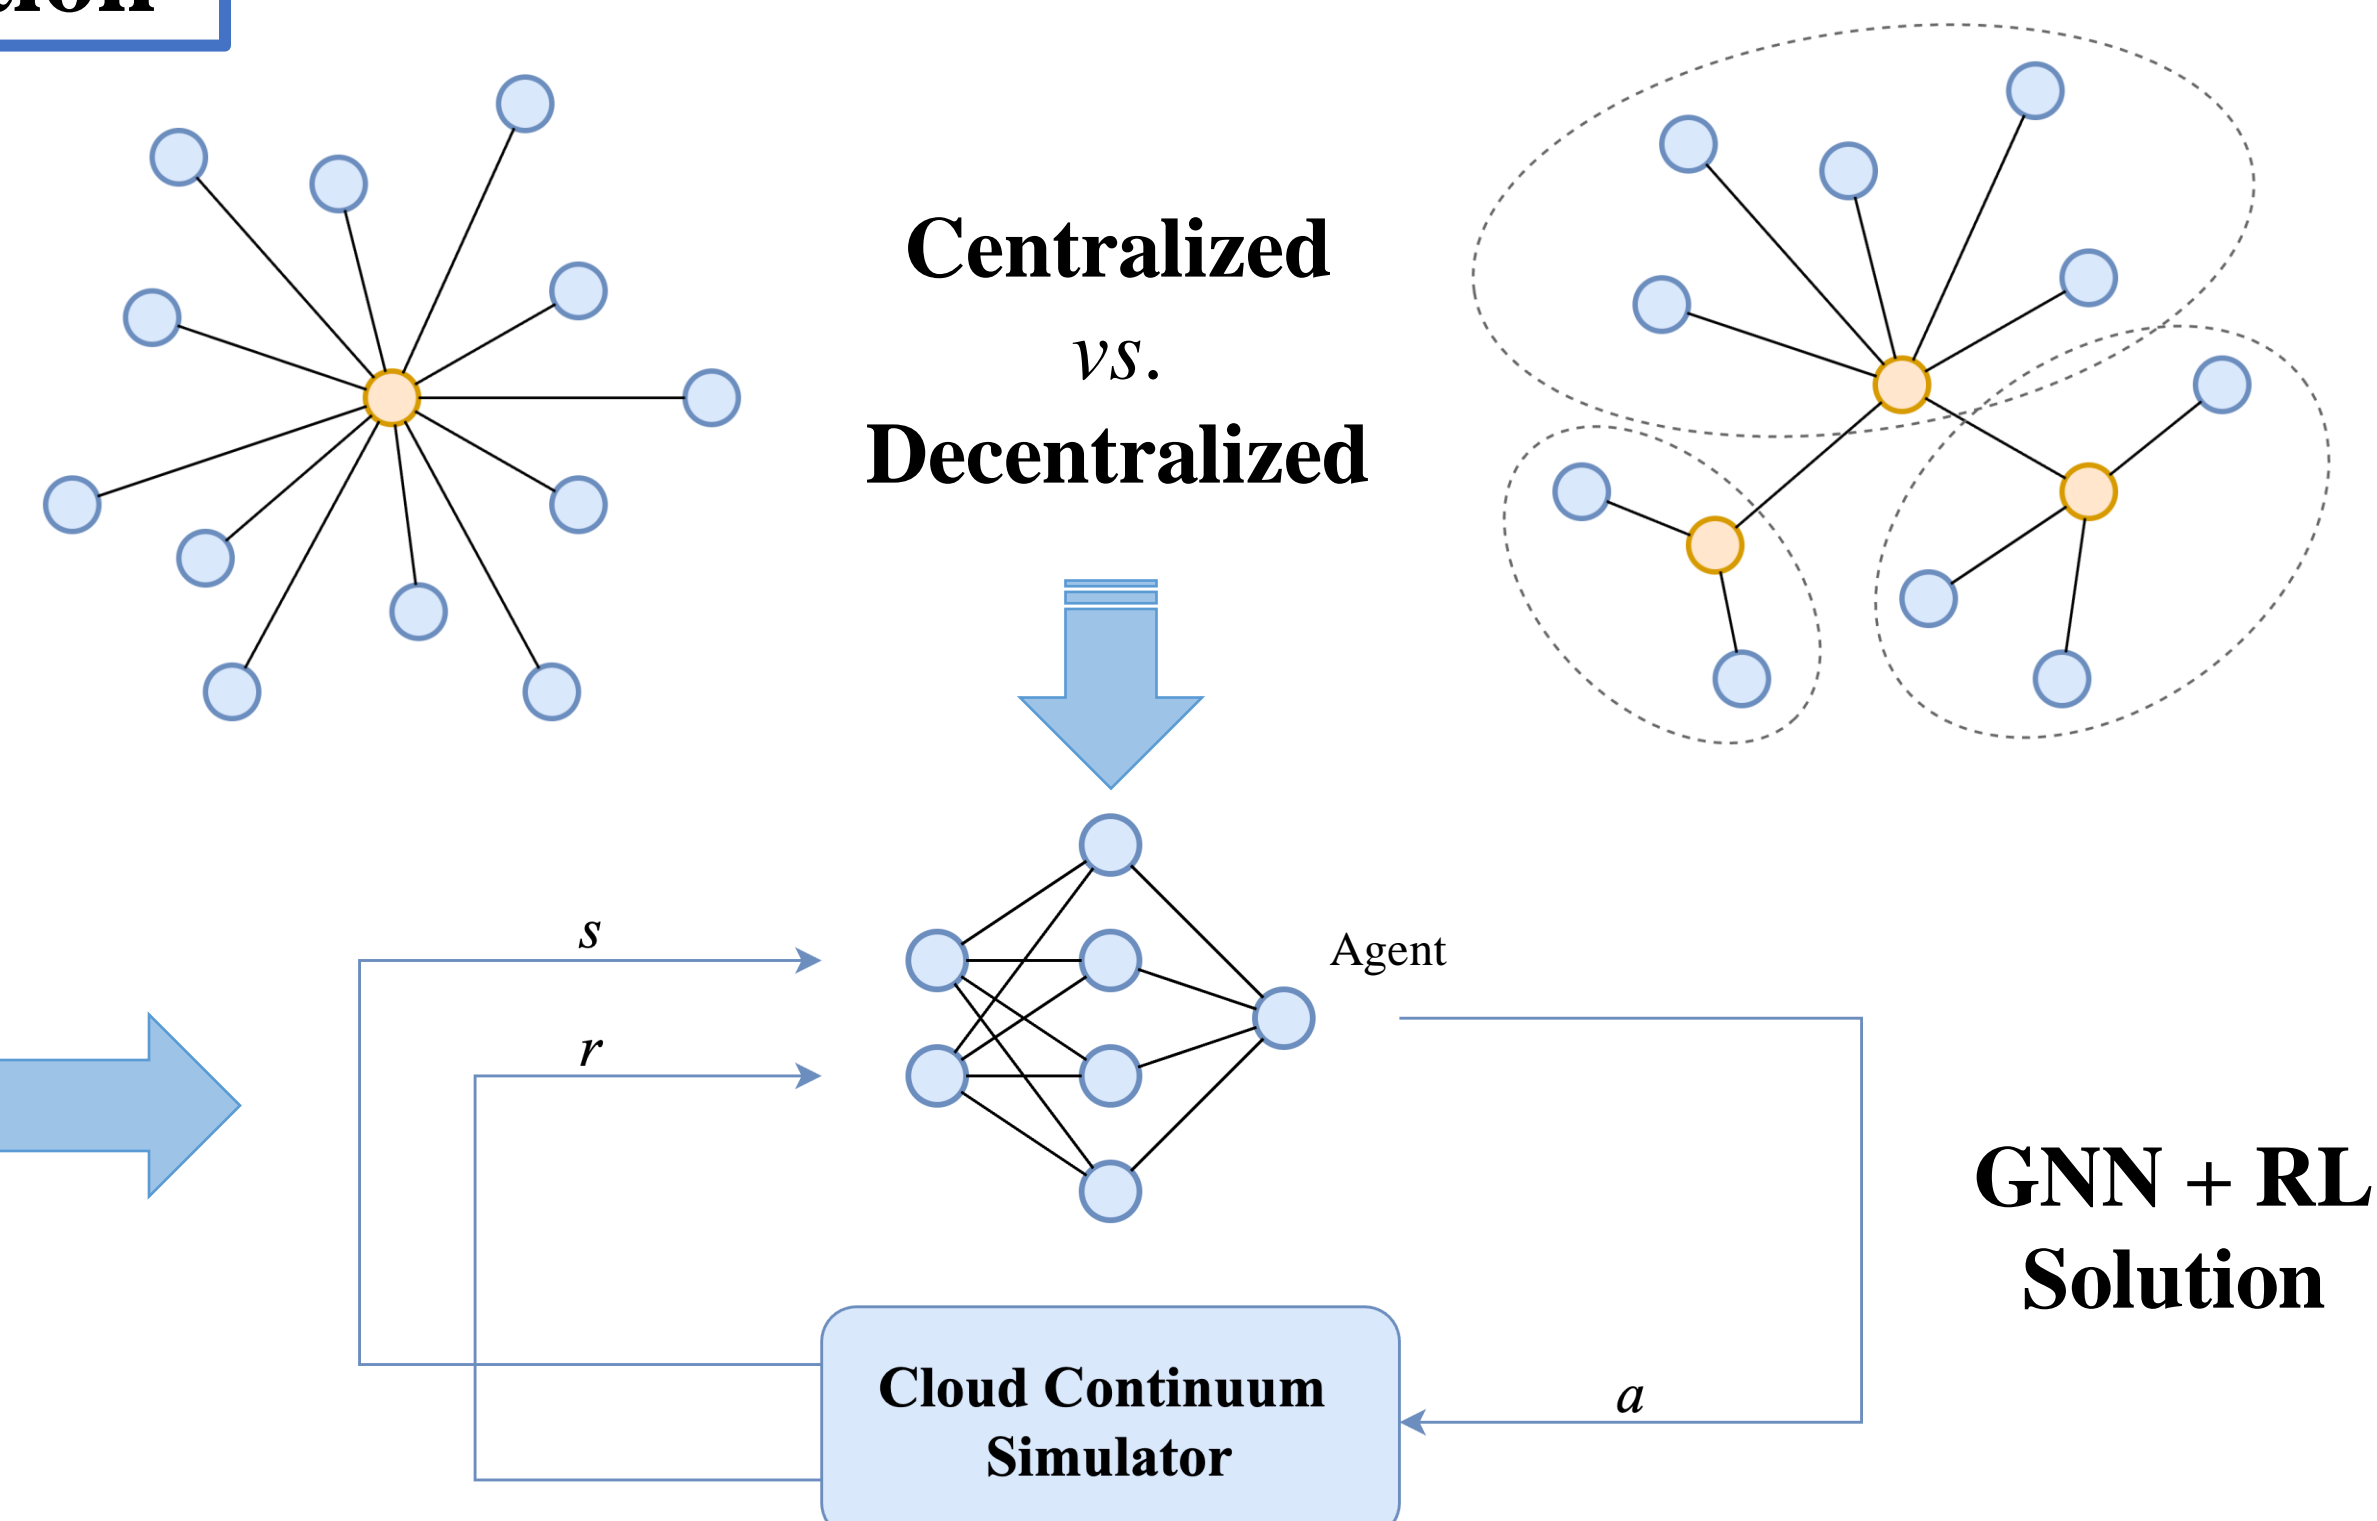 Centralized
vs.
Decentralized
s
Agent
r
GNN + RL
Solution
Cloud Continuum
Simulator
a